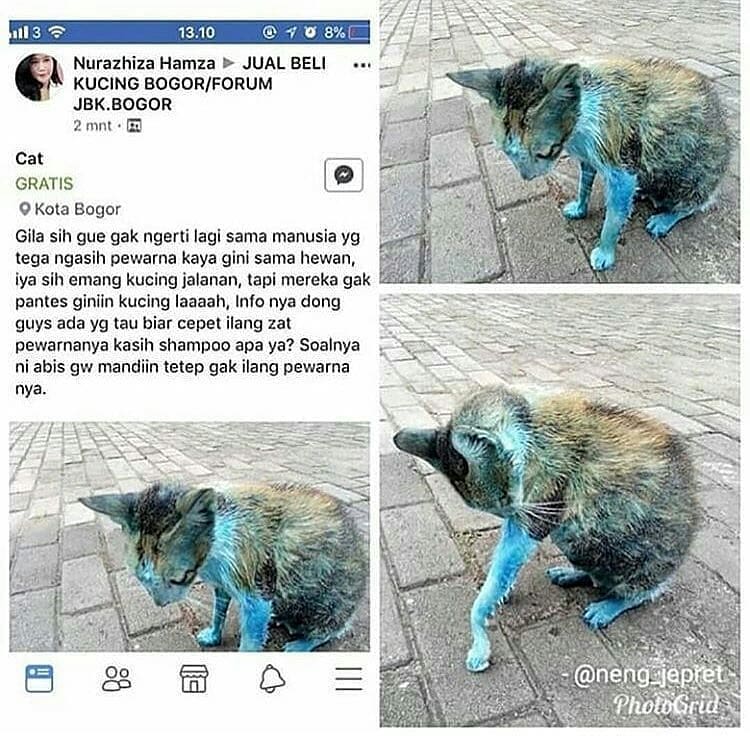 3 13.10 8%
Nurazhiza Hamza ▶ JUAL BELI
KUCING BOGOR/FORUM
JBK.BOGOR
2 mnt ·
Cat
GRATIS
Kota Bogor
Gila sih gue gak ngerti lagi sama manusia yg
tega ngasih pewarna kaya gini sama hewan,
iya sih emang kucing jalanan, tapi mereka gak
pantes giniin kucing laaaah, Info nya dong
guys ada yg tau biar cepet ilang zat
pewarnanya kasih shampoo apa ya? Soalnya
ni abis gw mandiin tetep gak ilang pewarna
nya.
- @neng_jepret -
PhotoGrid